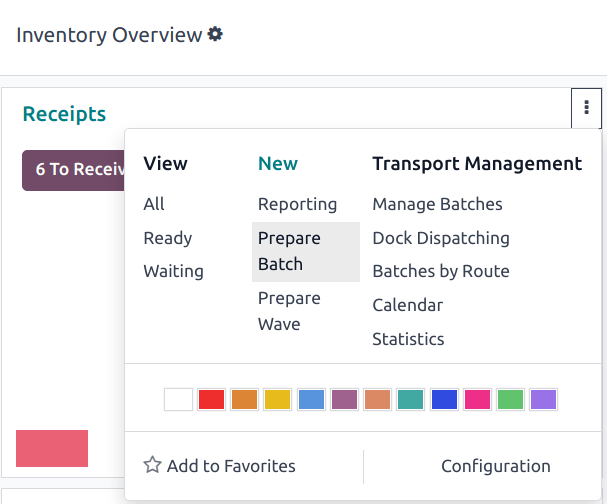 Inventory Overview
Receipts
6 To Receiv
View
All
Ready
Waiting
New
Reporting
Prepare
Batch
Prepare
Wave
Transport Management
Manage Batches
Dock Dispatching
Batches by Route
Calendar
Statistics
Add to Favorites
Configuration